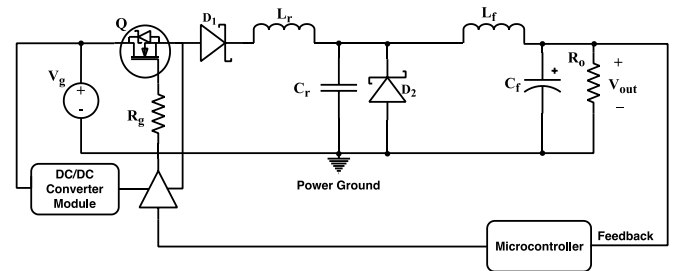 Q
D1
Lr
Lf
Vg
+
-
Rg
Cr
D2
Cf
+
Ro
+
Vout
–
DC/DC
Converter
Module
Power Ground
Microcontroller
Feedback